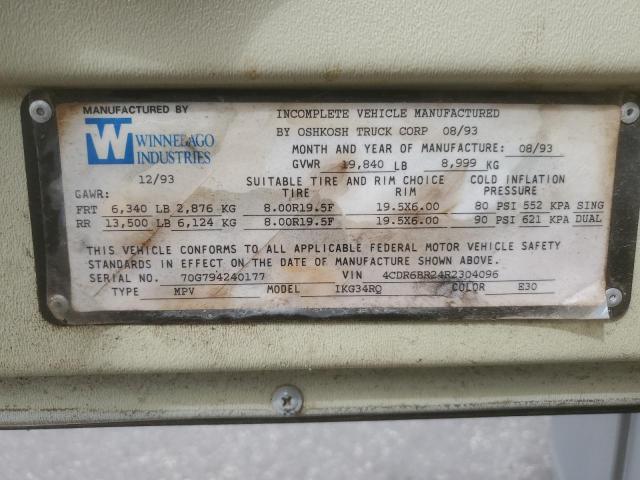 MANUFACTURED BY
W WINNEBAGO
INDUSTRIES
12/93
INCOMPLETE VEHICLE MANUFACTURED
BY OSHKOSH TRUCK CORP 08/93
MONTH AND YEAR OF MANUFACTURE: 08/93
GVWR 19,840 LB 8,999 KG
SUITABLE TIRE AND RIM CHOICE COLD INFLATION
GAWR: TIRE RIM PRESSURE
FRT 6,340 LB 2,876 KG 8.00R19.5F 19.5X6.00 80 PSI 552 KPA SING
RR 13,500 LB 6,124 KG 8.00R19.5F 19.5X6.00 90 PSI 621 KPA DUAL
THIS VEHICLE CONFORMS TO ALL APPLICABLE FEDERAL MOTOR VEHICLE SAFETY
STANDARDS IN EFFECT ON THE DATE OF MANUFACTURE SHOWN ABOVE.
SERIAL NO. 70G794240177 VIN 4CDR6BR24R2304096
TYPE MPV MODEL IKG34RQ COLOR E30